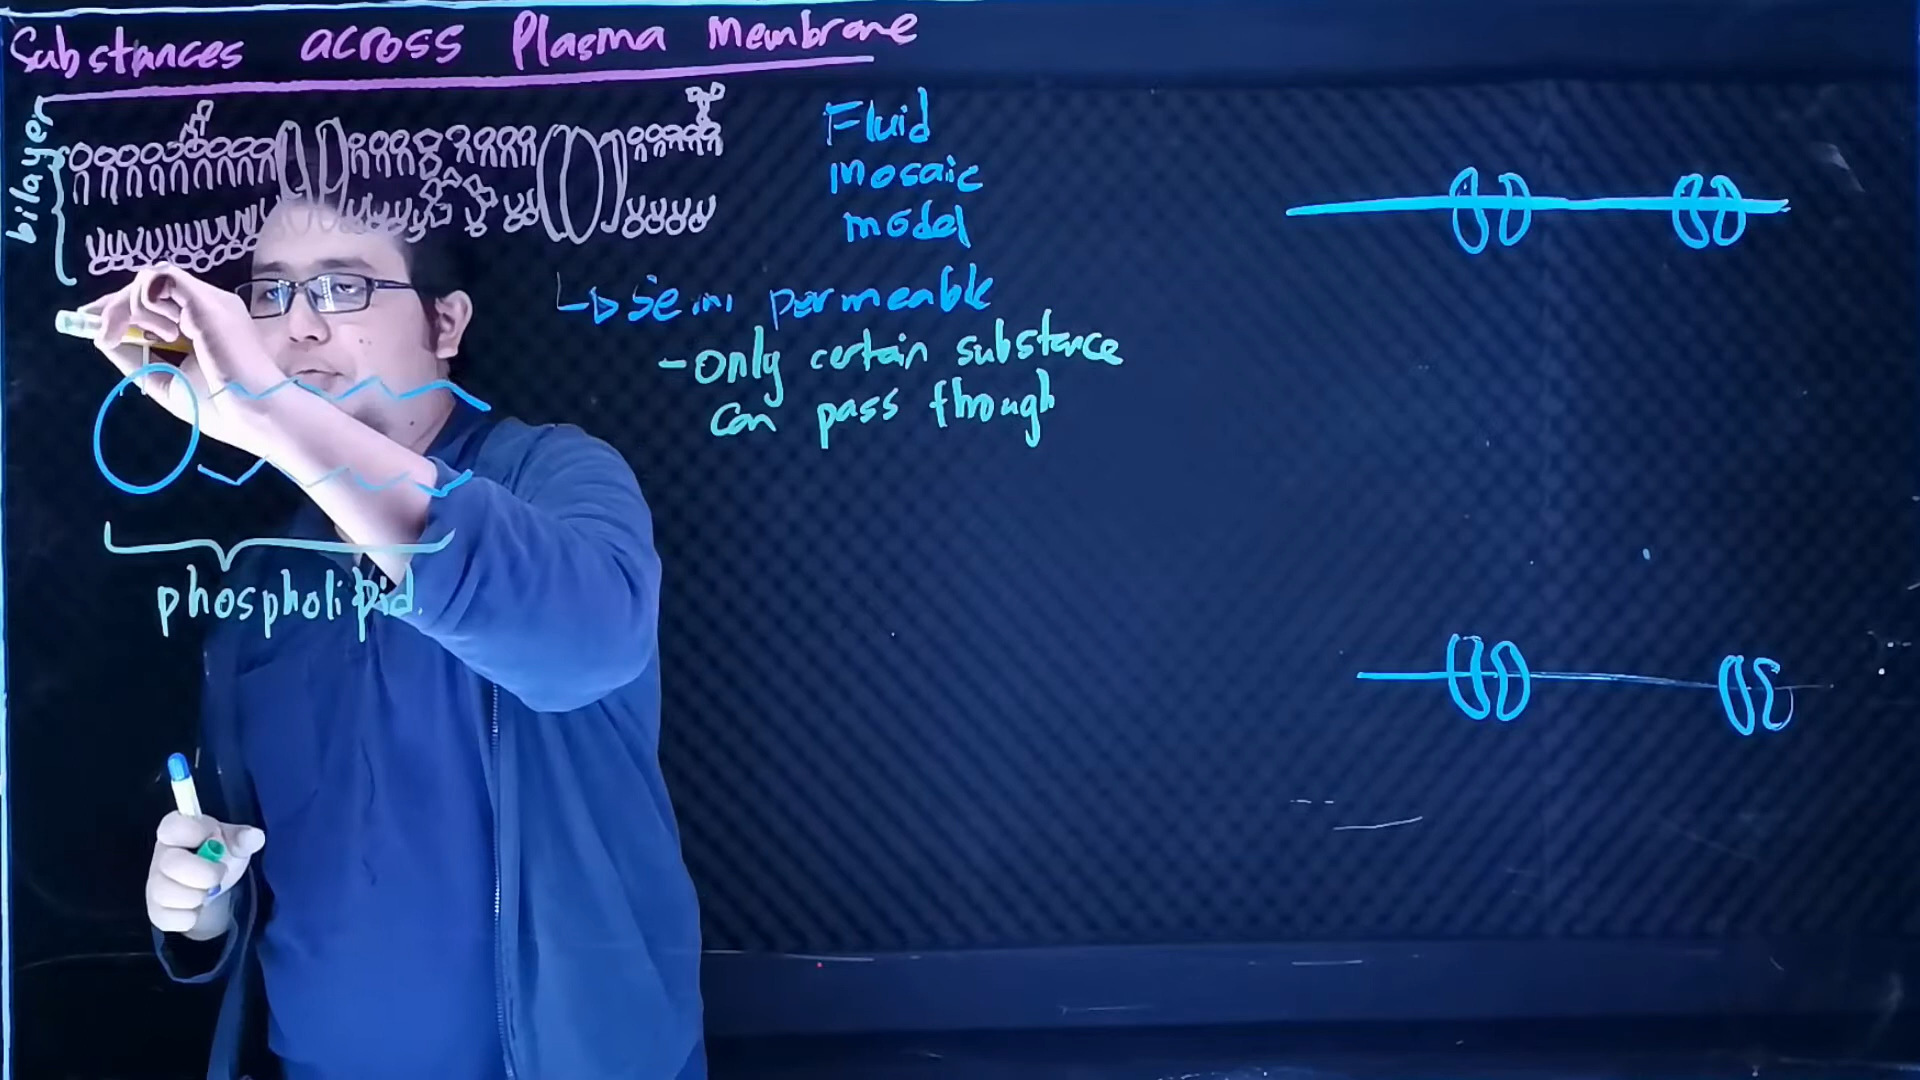 Substances across Plasma Membrane
bilayer
Fluid
mosaic
model
semi permeable
- Only certain substance
can pass through
phospholipid.